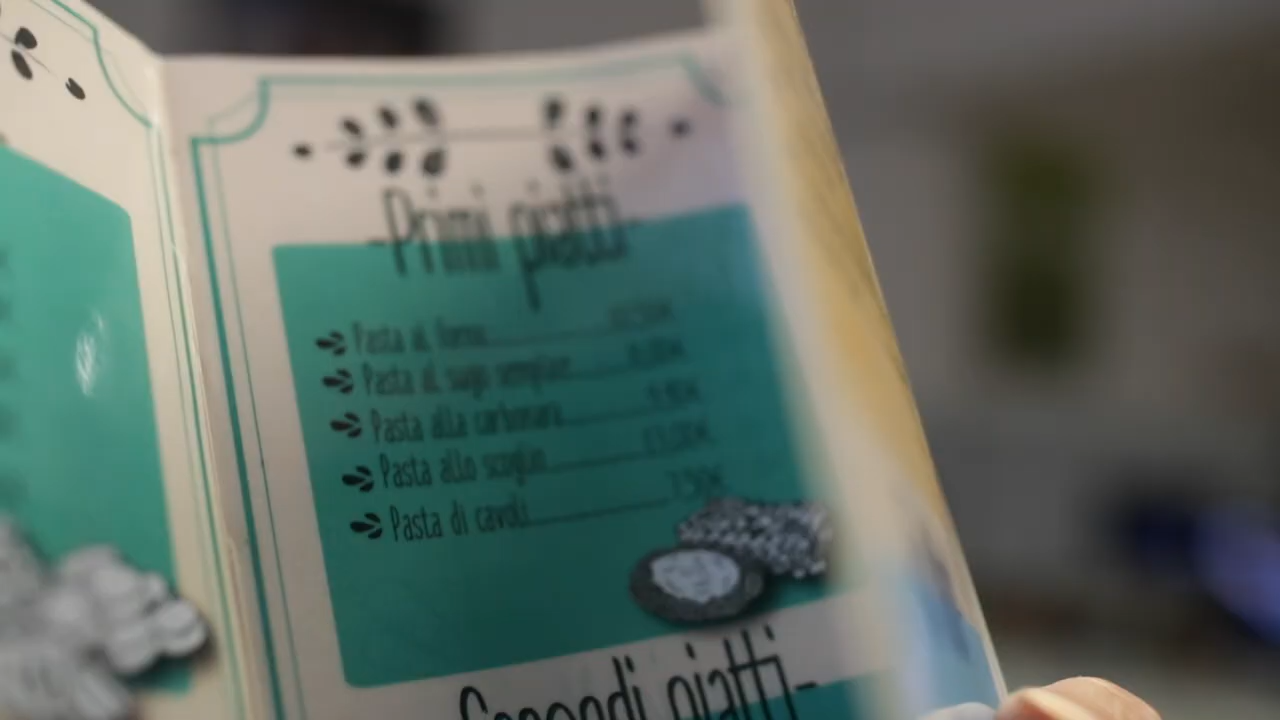 -Primi piatti-
Pasta al forno
Pasta al sugo semplice
Pasta alla carbonara
Pasta allo scoglio
Pasta di cavoli
Secondi piatti-